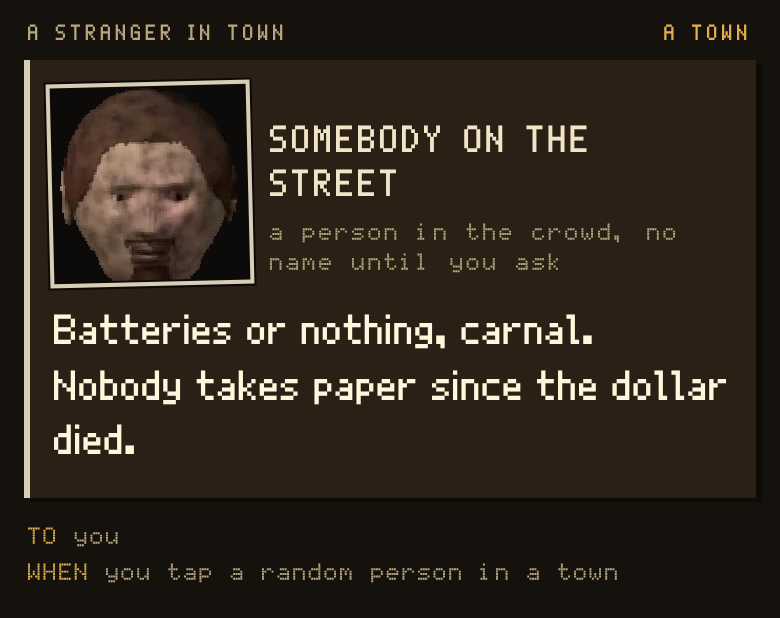 A STRANGER IN TOWN
A TOWN
SOMEBODY ON THE
STREET
a person in the crowd, no
name until you ask
Batteries or nothing, carnal.
Nobody takes paper since the dollar
died.
TO you
WHEN you tap a random person in a town